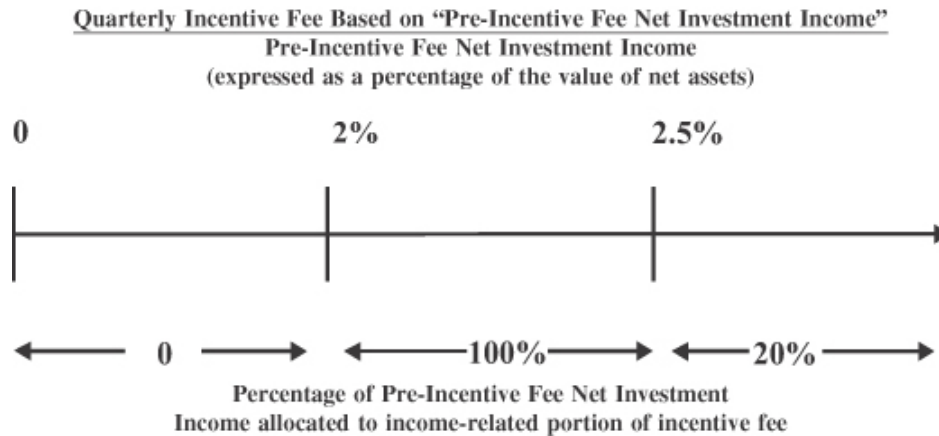 Quarterly Incentive Fee Based on “Pre-Incentive Fee Net Investment Income”
Pre-Incentive Fee Net Investment Income
(expressed as a percentage of the value of net assets)
0 2% 2.5%
0 100% 20%
Percentage of Pre-Incentive Fee Net Investment
Income allocated to income-related portion of incentive fee